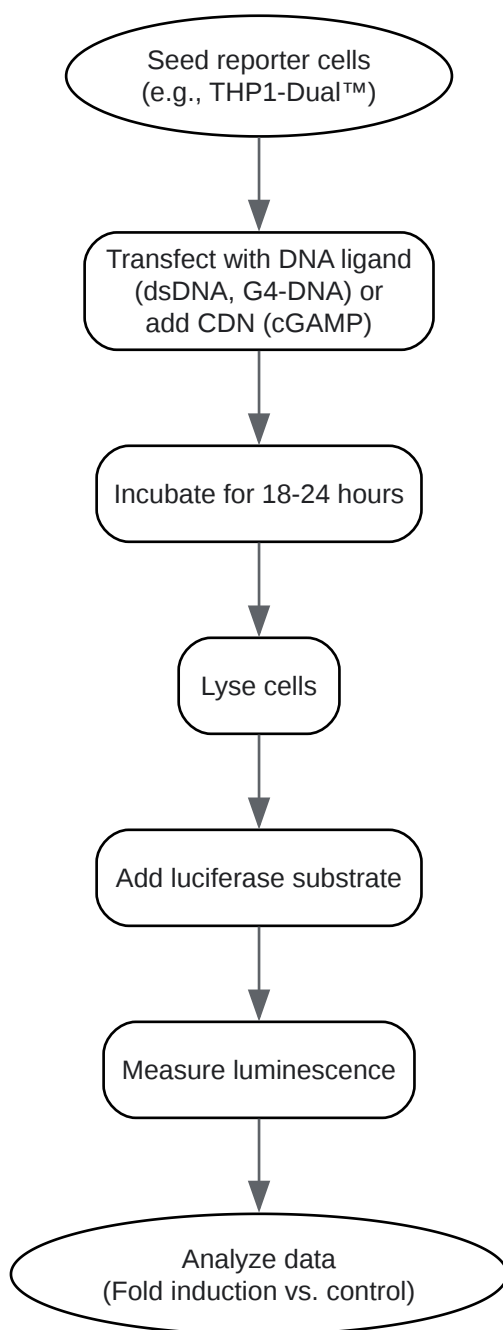 Seed reporter cells
(e.g., THP1-Dual™)
Transfect with DNA ligand
(dsDNA, G4-DNA) or
add CDN (cGAMP)
Incubate for 18-24 hours
Lyse cells
Add luciferase substrate
Measure luminescence
Analyze data
(Fold induction vs. control)